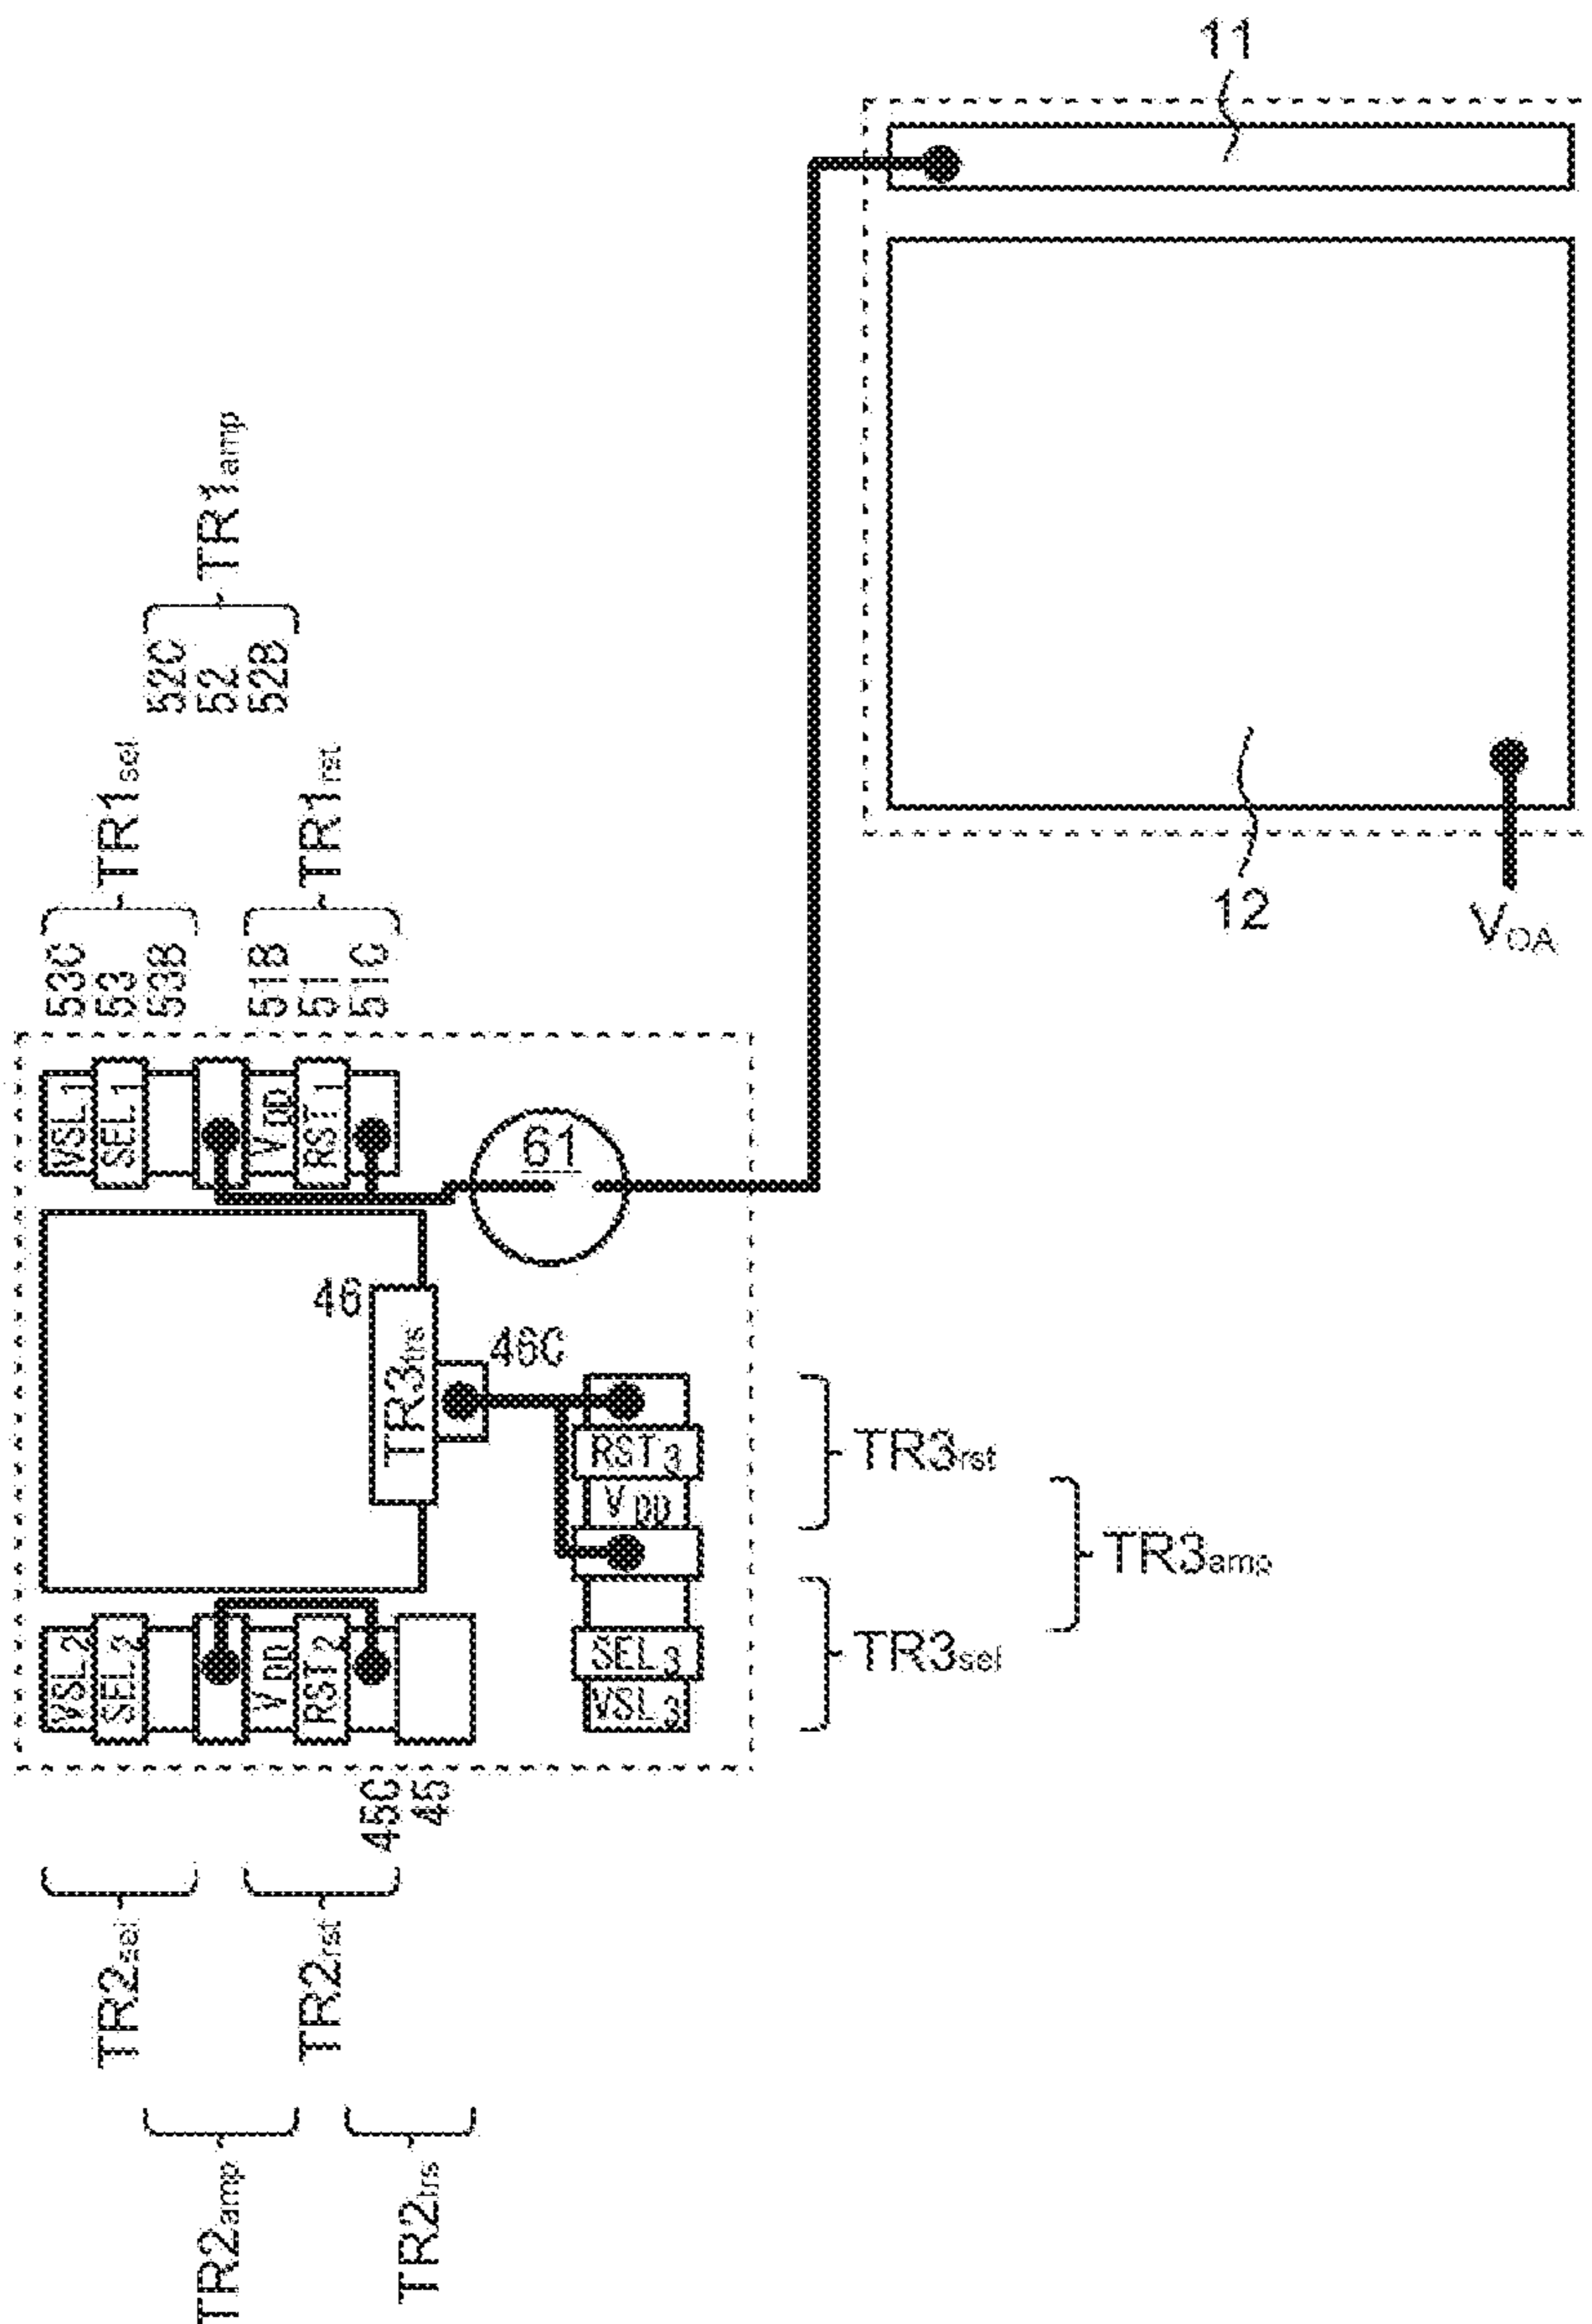 11
TR1amp
52C
52
52B
TR1sel
TR1rst
53C
53
53B
51B
51
51C
12
VOA
VSL1
SEL1
VDD
RST1
61
46
TR3trs
46C
RST3
VDD
SEL3
VSL3
TR3rst
TR3amp
TR3sel
VSL2
SEL2
VDD
RST2
45C
45
TR2sel
TR2rst
TR2amp
TR2trs